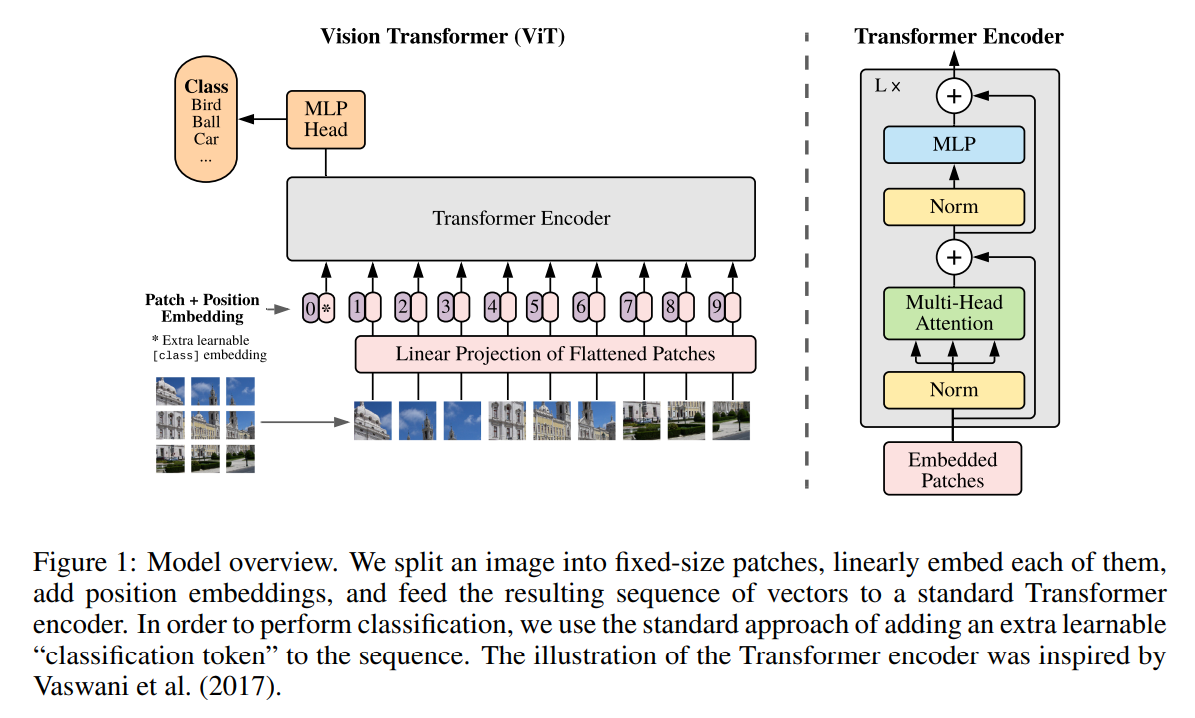 Vision Transformer (ViT)
Class
Bird
Ball
Car
...
MLP
Head
Transformer Encoder
Patch + Position
Embedding
* Extra learnable
[class] embedding
0 * 1 2 3 4 5 6 7 8 9
Linear Projection of Flattened Patches
Transformer Encoder
L x
+
MLP
Norm
+
Multi-Head
Attention
Norm
Embedded
Patches
Figure 1: Model overview. We split an image into fixed-size patches, linearly embed each of them,
add position embeddings, and feed the resulting sequence of vectors to a standard Transformer
encoder. In order to perform classification, we use the standard approach of adding an extra learnable
“classification token” to the sequence. The illustration of the Transformer encoder was inspired by
Vaswani et al. (2017).